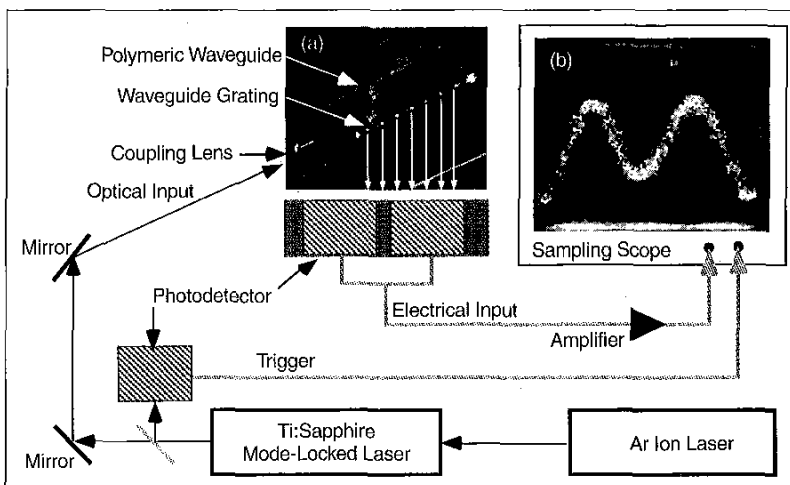 (a)
Polymeric Waveguide
Waveguide Grating
Coupling Lens
Optical Input
Mirror
(b)
Sampling Scope
Photodetector
Electrical Input
Amplifier
Trigger
Ti:Sapphire
Mode-Locked Laser
Ar Ion Laser
Mirror